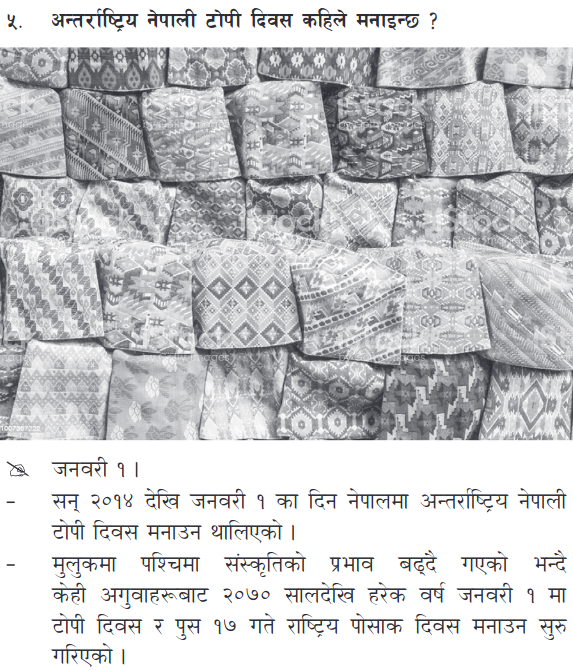 ५. अन्तर्राष्ट्रिय नेपाली टोपी दिवस कहिले मनाइन्छ ?
जनवरी १ ।
- सन् २०१४ देखि जनवरी १ का दिन नेपालमा अन्तर्राष्ट्रिय नेपाली
टोपी दिवस मनाउन थालिएको ।
- मुलुकमा पश्चिमा संस्कृतिको प्रभाव बढ्दै गएको भन्दै
केही अगुवाहरूबाट २०७० सालदेखि हरेक वर्ष जनवरी १ मा
टोपी दिवस र पुस १७ गते राष्ट्रिय पोसाक दिवस मनाउन सुरु
गरिएको ।